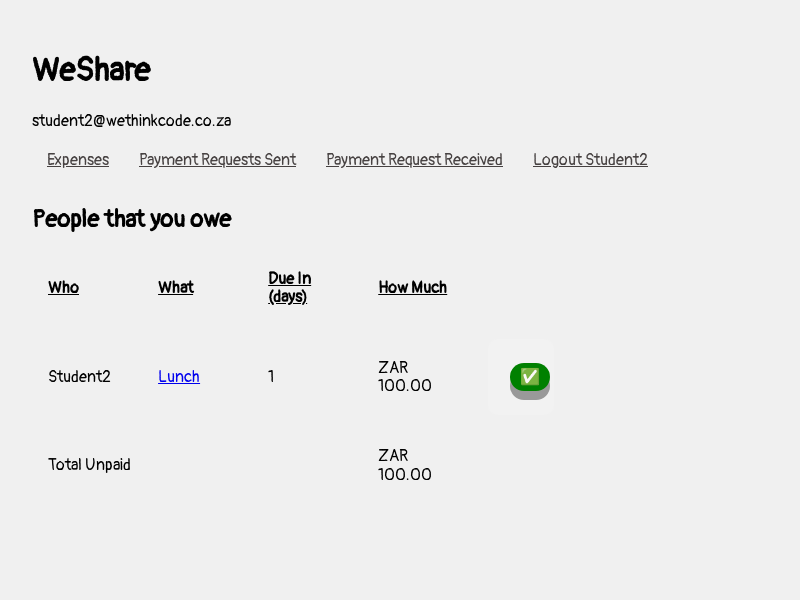 WeShare
student2@wethinkcode.co.za
Expenses Payment Requests Sent Payment Request Received Logout Student2
People that you owe
Who What Due In (days) How Much
Student2 Lunch 1 ZAR 100.00 ✅
Total Unpaid ZAR 100.00